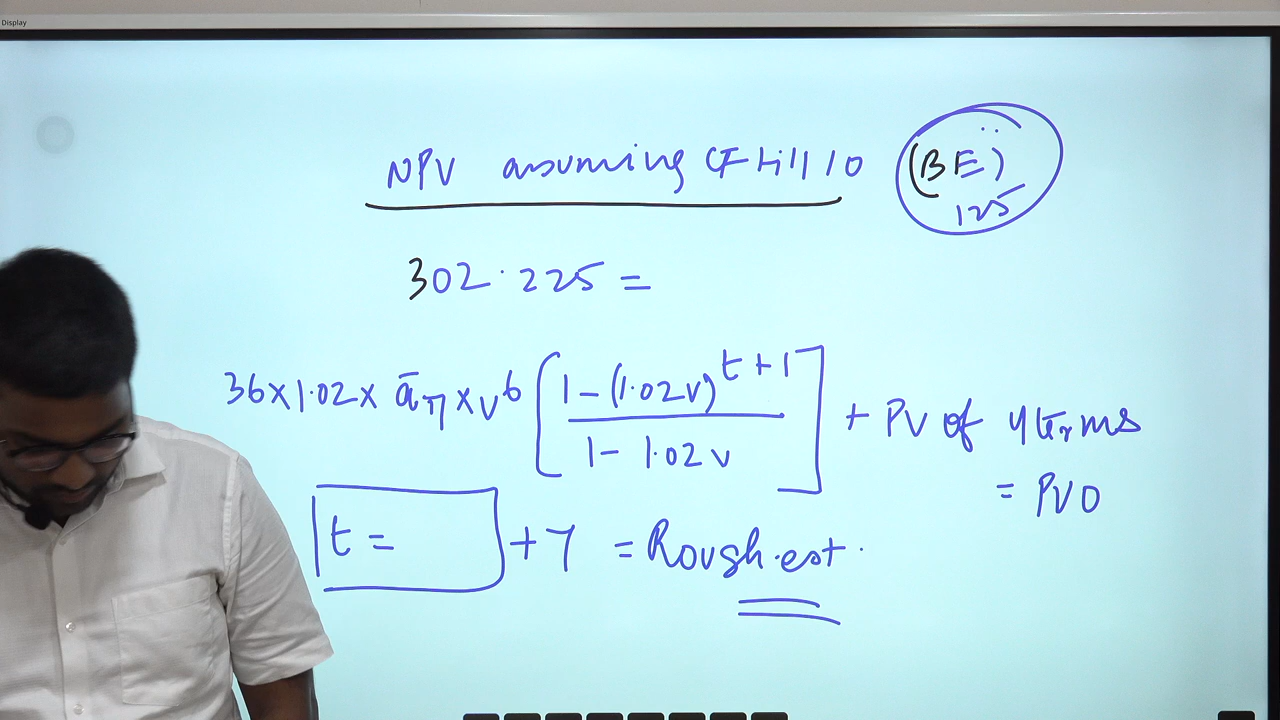 Display
NPV assuming CF till 10 (BE)
125
302.225 =
36×1.02× ā₁̅ ×v⁶ [ (1-(1.02v)^(t+1)) / (1-1.02v) ] + PV of 4 terms
= PVO
t = +7 = Rough.est.